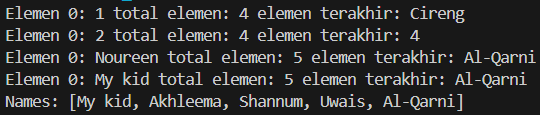 Elemen 0: 1 total elemen: 4 elemen terakhir: Cireng
Elemen 0: 2 total elemen: 4 elemen terakhir: 4
Elemen 0: Noureen total elemen: 5 elemen terakhir: Al-Qarni
Elemen 0: My kid total elemen: 5 elemen terakhir: Al-Qarni
Names: [My kid, Akhleema, Shannum, Uwais, Al-Qarni]